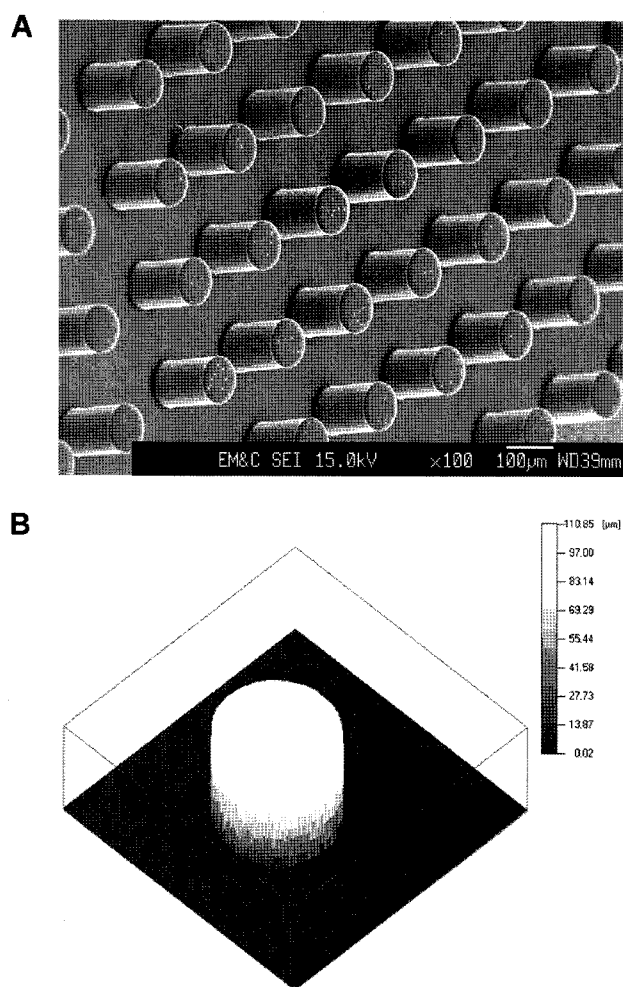 A
EM&C SEI 15.0kV ×100 100µm WD39mm
B
110.85 [µm]
97.00
83.14
69.29
55.44
41.58
27.73
13.87
0.02